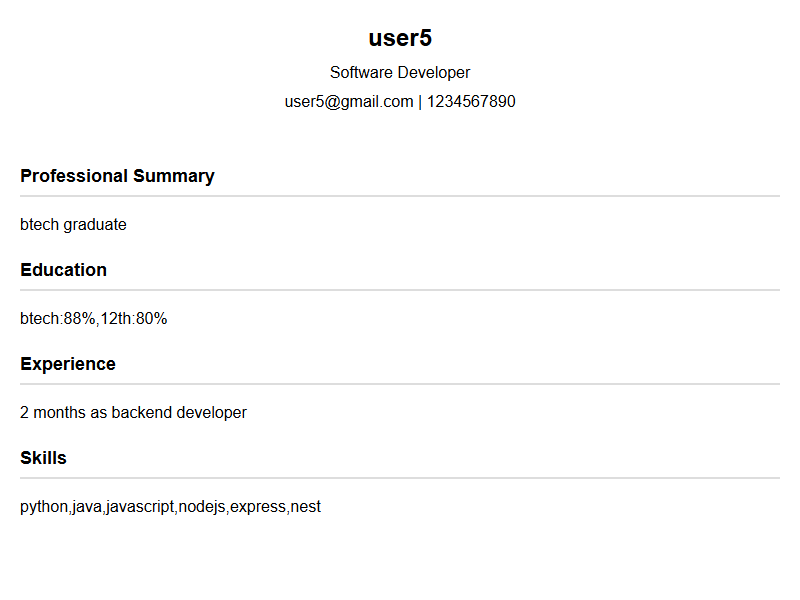 user5
Software Developer
user5@gmail.com | 1234567890
Professional Summary
btech graduate
Education
btech:88%,12th:80%
Experience
2 months as backend developer
Skills
python,java,javascript,nodejs,express,nest